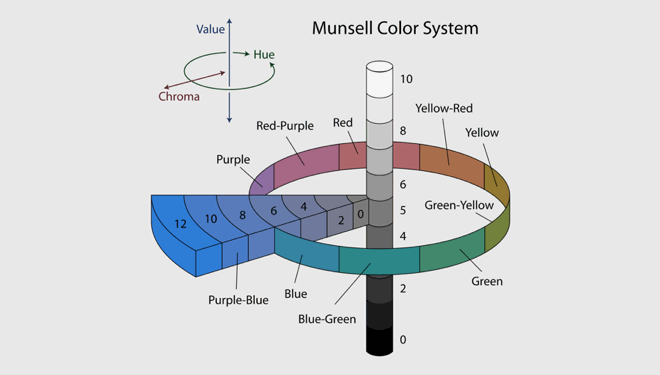 Munsell Color System
Value
Hue
Chroma
10
8
6
5
4
2
0
Red-Purple
Red
Yellow-Red
Yellow
Purple
Green-Yellow
12
10
8
6
4
2
0
Purple-Blue
Blue
Blue-Green
Green